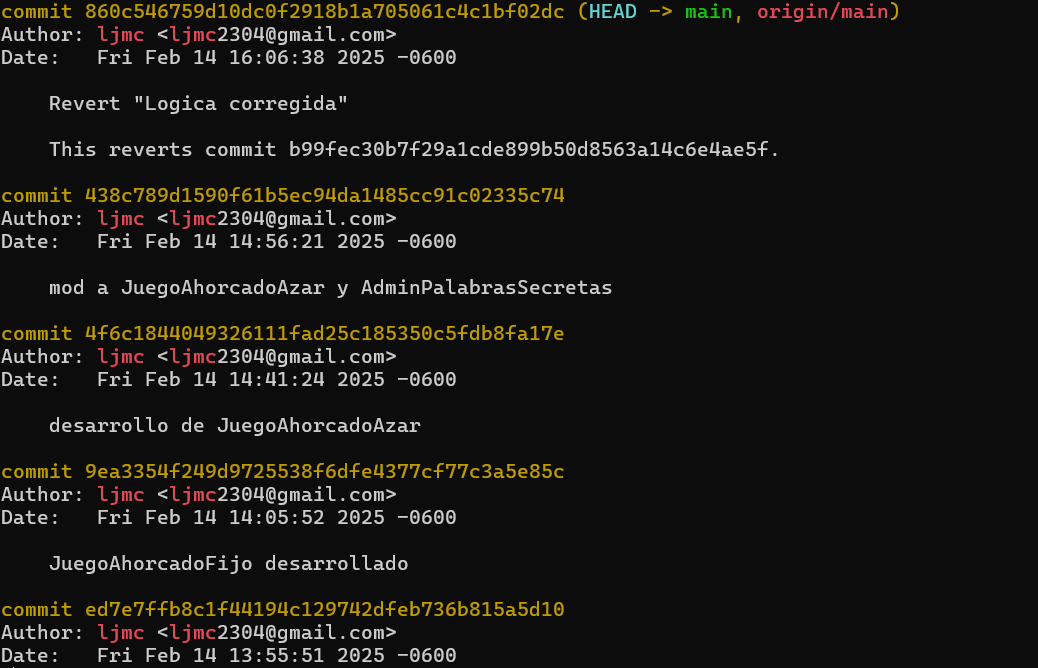 commit 860c546759d10dc0f2918b1a705061c4c1bf02dc (HEAD -> main, origin/main)
Author: ljmc <ljmc2304@gmail.com>
Date:   Fri Feb 14 16:06:38 2025 -0600
    Revert "Logica corregida"
    This reverts commit b99fec30b7f29a1cde899b50d8563a14c6e4ae5f.
commit 438c789d1590f61b5ec94da1485cc91c02335c74
Author: ljmc <ljmc2304@gmail.com>
Date:   Fri Feb 14 14:56:21 2025 -0600
    mod a JuegoAhorcadoAzar y AdminPalabrasSecretas
commit 4f6c1844049326111fad25c185350c5fdb8fa17e
Author: ljmc <ljmc2304@gmail.com>
Date:   Fri Feb 14 14:41:24 2025 -0600
    desarrollo de JuegoAhorcadoAzar
commit 9ea3354f249d9725538f6dfe4377cf77c3a5e85c
Author: ljmc <ljmc2304@gmail.com>
Date:   Fri Feb 14 14:05:52 2025 -0600
    JuegoAhorcadoFijo desarrollado
commit ed7e7ffb8c1f44194c129742dfeb736b815a5d10
Author: ljmc <ljmc2304@gmail.com>
Date:   Fri Feb 14 13:55:51 2025 -0600